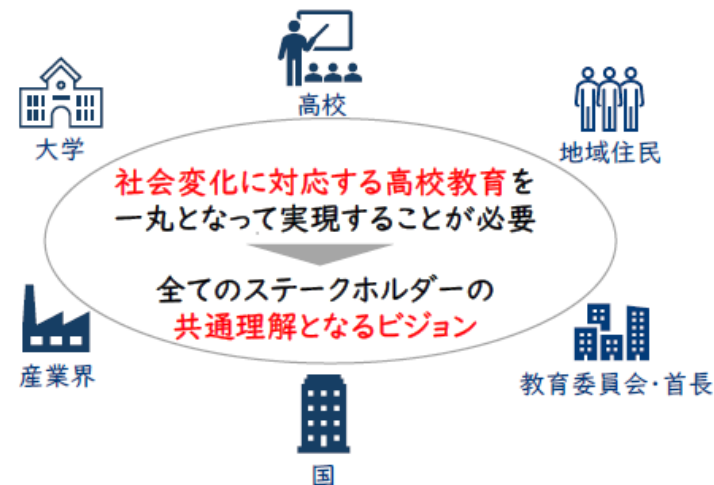 高校
大学
地域住民
社会変化に対応する高校教育を
一丸となって実現することが必要
全てのステークホルダーの
共通理解となるビジョン
産業界
教育委員会・首長
国